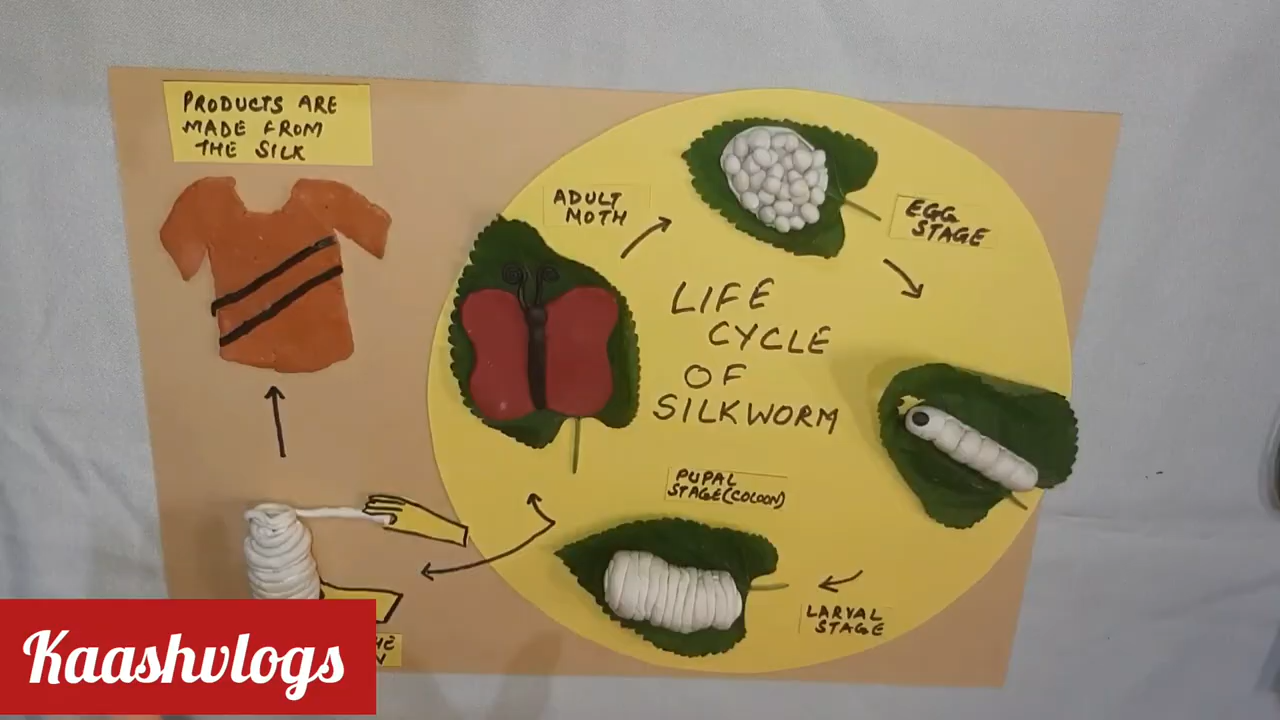 PRODUCTS ARE
MADE FROM
THE SILK
ADULT
MOTH
EGG
STAGE
LIFE
CYCLE
OF
SILKWORM
PUPAL
STAGE(COCOON)
LARVAL
STAGE
Kaashvlogs